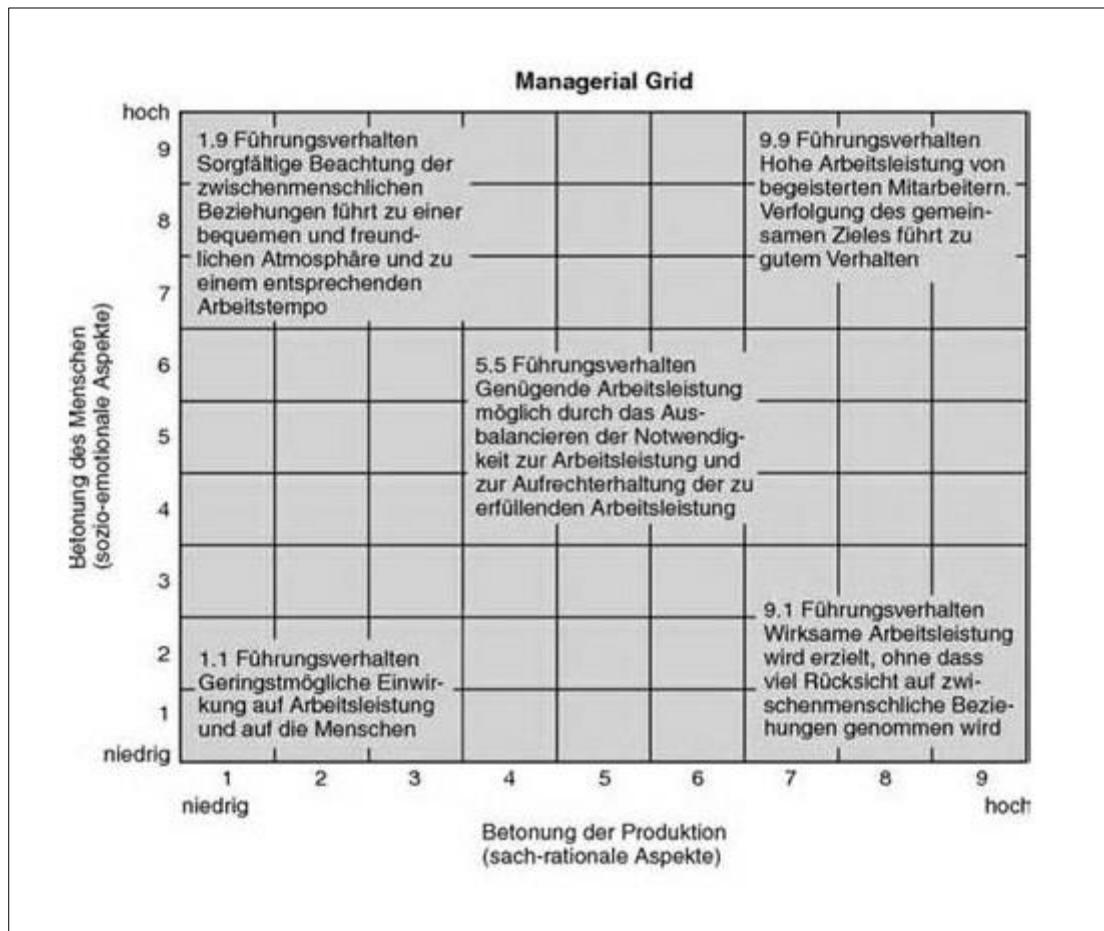 Managerial Grid
hoch
9
8
7
6
5
4
3
2
1
niedrig
Betonung des Menschen
(sozio-emotionale Aspekte)
1.9 Führungsverhalten
Sorgfältige Beachtung der
zwischenmenschlichen
Beziehungen führt zu einer
bequemen und freund-
lichen Atmosphäre und zu
einem entsprechenden
Arbeitstempo
9.9 Führungsverhalten
Hohe Arbeitsleistung von
begeisterten Mitarbeitern.
Verfolgung des gemein-
samen Zieles führt zu
gutem Verhalten
5.5 Führungsverhalten
Genügende Arbeitsleistung
möglich durch das Aus-
balancieren der Notwendig-
keit zur Arbeitsleistung und
zur Aufrechterhaltung der zu
erfüllenden Arbeitsleistung
1.1 Führungsverhalten
Geringstmögliche Einwir-
kung auf Arbeitsleistung
und auf die Menschen
9.1 Führungsverhalten
Wirksame Arbeitsleistung
wird erzielt, ohne dass
viel Rücksicht auf zwi-
schenmenschliche Bezie-
hungen genommen wird
1 2 3 4 5 6 7 8 9
niedrig hoch
Betonung der Produktion
(sach-rationale Aspekte)